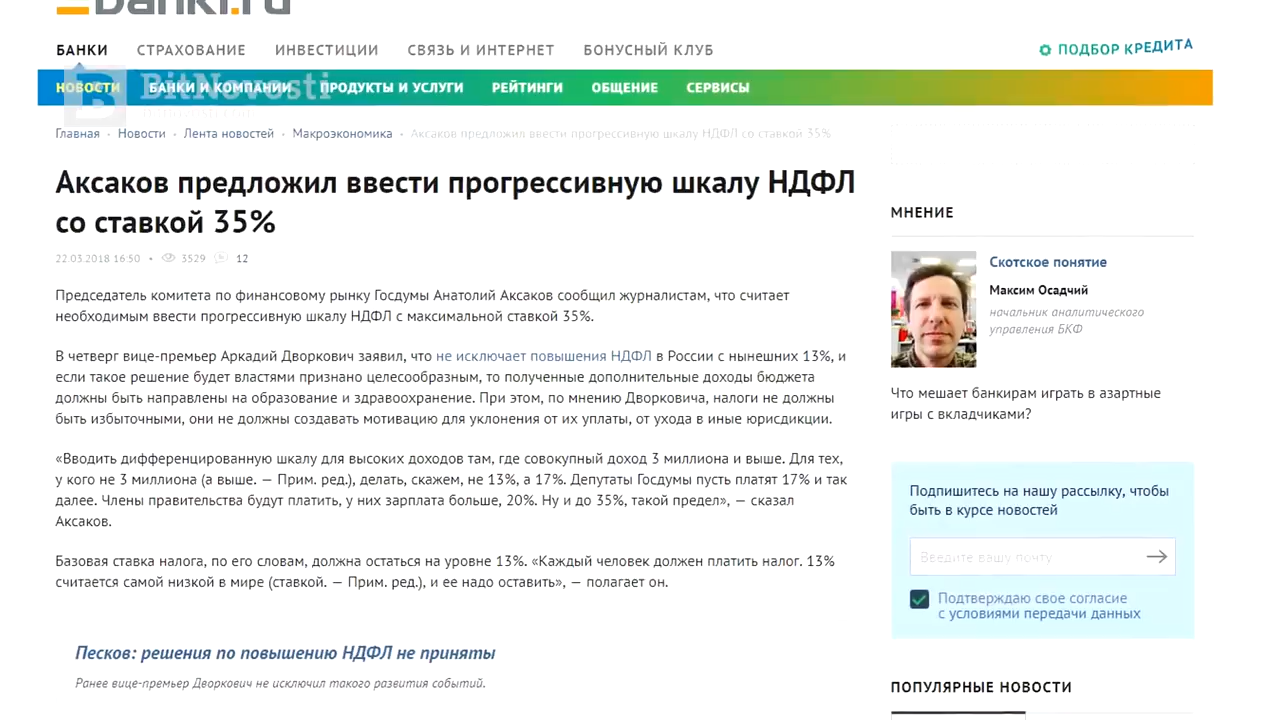 banki.ru
БАНКИ СТРАХОВАНИЕ ИНВЕСТИЦИИ СВЯЗЬ И ИНТЕРНЕТ БОНУСНЫЙ КЛУБ
ПОДБОР КРЕДИТА
BitNovosti
НОВОСТИ БАНКИ И КОМПАНИИ ПРОДУКТЫ И УСЛУГИ РЕЙТИНГИ ОБЩЕНИЕ СЕРВИСЫ
Главная · Новости · Лента новостей · Макроэкономика · Аксаков предложил ввести прогрессивную шкалу НДФЛ со ставкой 35%
Аксаков предложил ввести прогрессивную шкалу НДФЛ
со ставкой 35%
22.03.2018 16:50 • 3529 12
Председатель комитета по финансовому рынку Госдумы Анатолий Аксаков сообщил журналистам, что считает
необходимым ввести прогрессивную шкалу НДФЛ с максимальной ставкой 35%.
В четверг вице-премьер Аркадий Дворкович заявил, что не исключает повышения НДФЛ в России с нынешних 13%, и
если такое решение будет властями признано целесообразным, то полученные дополнительные доходы бюджета
должны быть направлены на образование и здравоохранение. При этом, по мнению Дворковича, налоги не должны
быть избыточными, они не должны создавать мотивацию для уклонения от их уплаты, от ухода в иные юрисдикции.
«Вводить дифференцированную шкалу для высоких доходов там, где совокупный доход 3 миллиона и выше. Для тех,
у кого не 3 миллиона (а выше. — Прим. ред.), делать, скажем, не 13%, а 17%. Депутаты Госдумы пусть платят 17% и так
далее. Члены правительства будут платить, у них зарплата больше, 20%. Ну и до 35%, такой предел», — сказал
Аксаков.
Базовая ставка налога, по его словам, должна остаться на уровне 13%. «Каждый человек должен платить налог. 13%
считается самой низкой в мире (ставкой. — Прим. ред.), и ее надо оставить», — полагает он.
Песков: решения по повышению НДФЛ не приняты
Ранее вице-премьер Дворкович не исключил такого развития событий.
МНЕНИЕ
Скотское понятие
Максим Осадчий
начальник аналитического
управления БКФ
Что мешает банкирам играть в азартные
игры с вкладчиками?
Подпишитесь на нашу рассылку, чтобы
быть в курсе новостей
Введите вашу почту
Подтверждаю свое согласие
с условиями передачи данных
ПОПУЛЯРНЫЕ НОВОСТИ